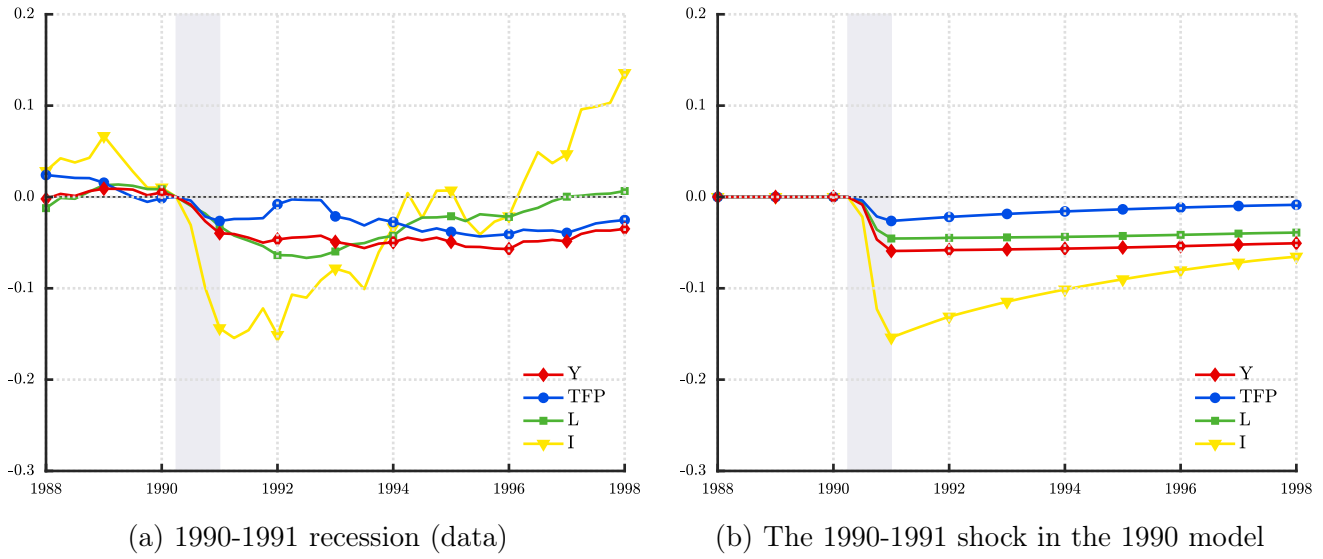 0.2
0.1
0.0
-0.1
-0.2
-0.3
1988 1990 1992 1994 1996 1998
Y
TFP
L
I
(a) 1990-1991 recession (data)
0.2
0.1
0.0
-0.1
-0.2
-0.3
1988 1990 1992 1994 1996 1998
Y
TFP
L
I
(b) The 1990-1991 shock in the 1990 model